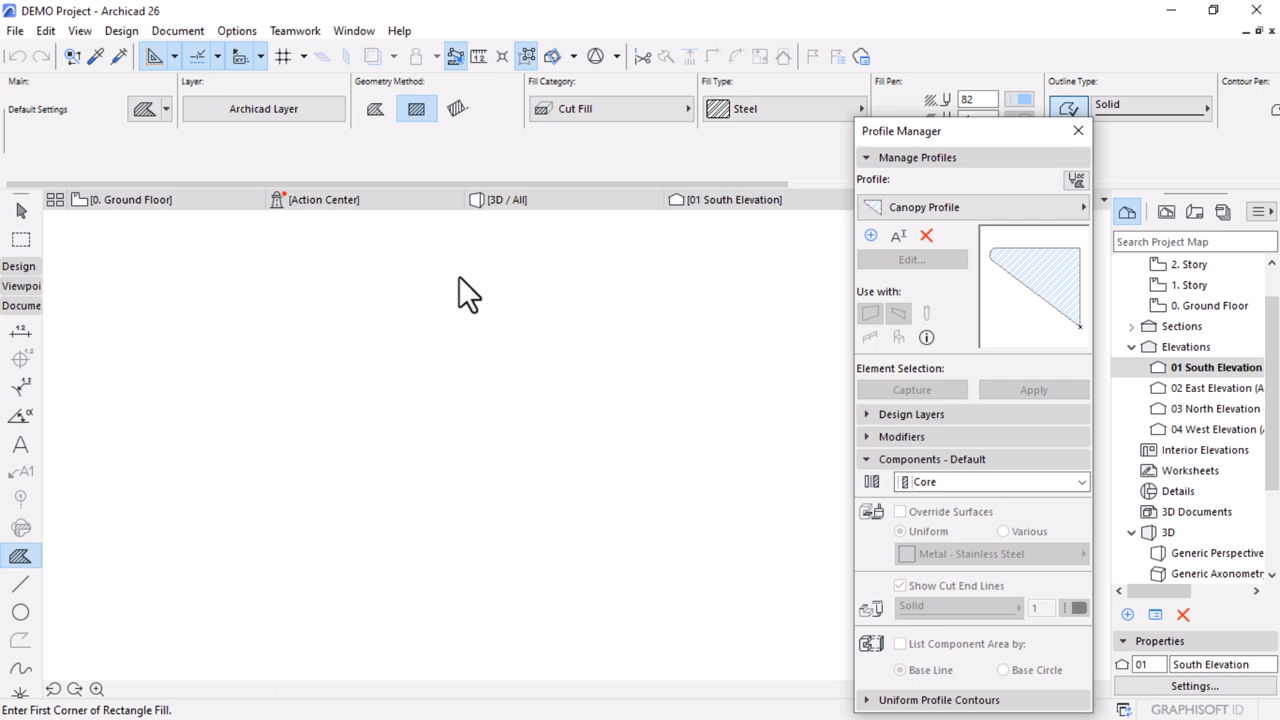 DEMO Project - Archicad 26
File Edit View Design Document Options Teamwork Window Help
Main:
Layer:
Geometry Method:
Fill Category:
Fill Type:
Fill Pen:
Outline Type:
Contour Pen:
Default Settings
Archicad Layer
Cut Fill
Steel
82
Solid
Profile Manager
Manage Profiles
Profile:
Canopy Profile
Edit...
Use with:
Element Selection:
Capture
Apply
Design Layers
Modifiers
Components - Default
Core
Override Surfaces
Uniform
Various
Metal - Stainless Steel
Show Cut End Lines
Solid
1
List Component Area by:
Base Line
Base Circle
Uniform Profile Contours
[0. Ground Floor]
[Action Center]
[3D / All]
[01 South Elevation]
Design
Viewpoi
Docume
Search Project Map
2. Story
1. Story
0. Ground Floor
Sections
Elevations
01 South Elevation
02 East Elevation (A
03 North Elevation
04 West Elevation (A
Interior Elevations
Worksheets
Details
3D Documents
3D
Generic Perspective
Generic Axonometr
Properties
01
South Elevation
Settings...
Enter First Corner of Rectangle Fill.
GRAPHISOFT ID